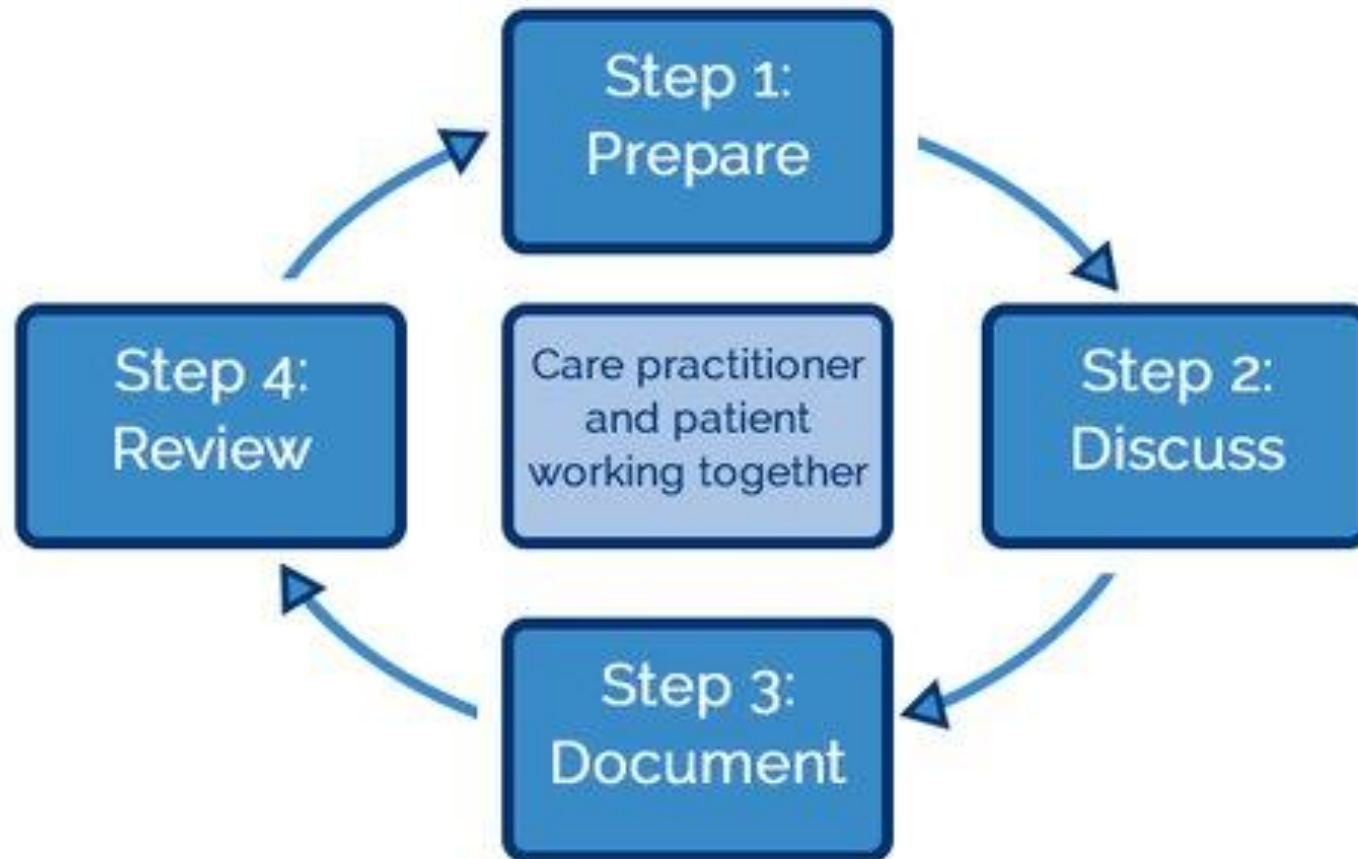 Step 1:
Prepare
Step 2:
Discuss
Step 3:
Document
Step 4:
Review
Care practitioner
and patient
working together